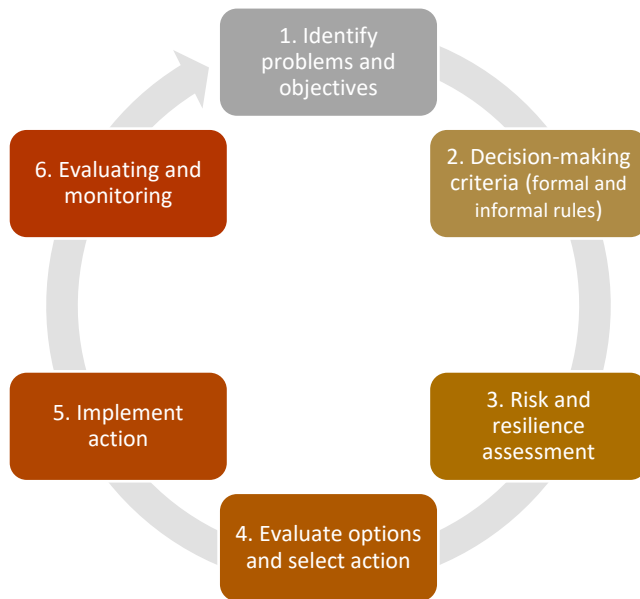 1. Identify
problems and
objectives
2. Decision-making
criteria (formal and
informal rules)
3. Risk and
resilience
assessment
4. Evaluate options
and select action
5. Implement
action
6. Evaluating and
monitoring